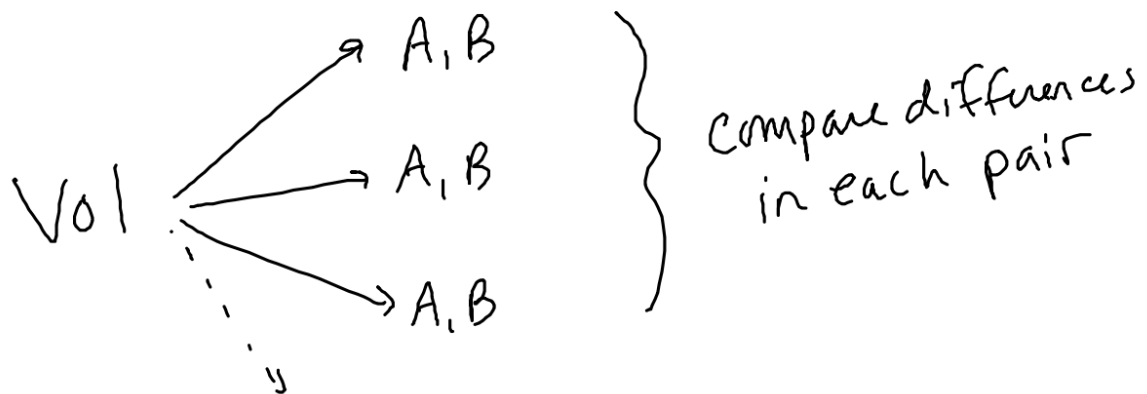 A, B
Vol
A, B
A, B
compare differences
in each pair